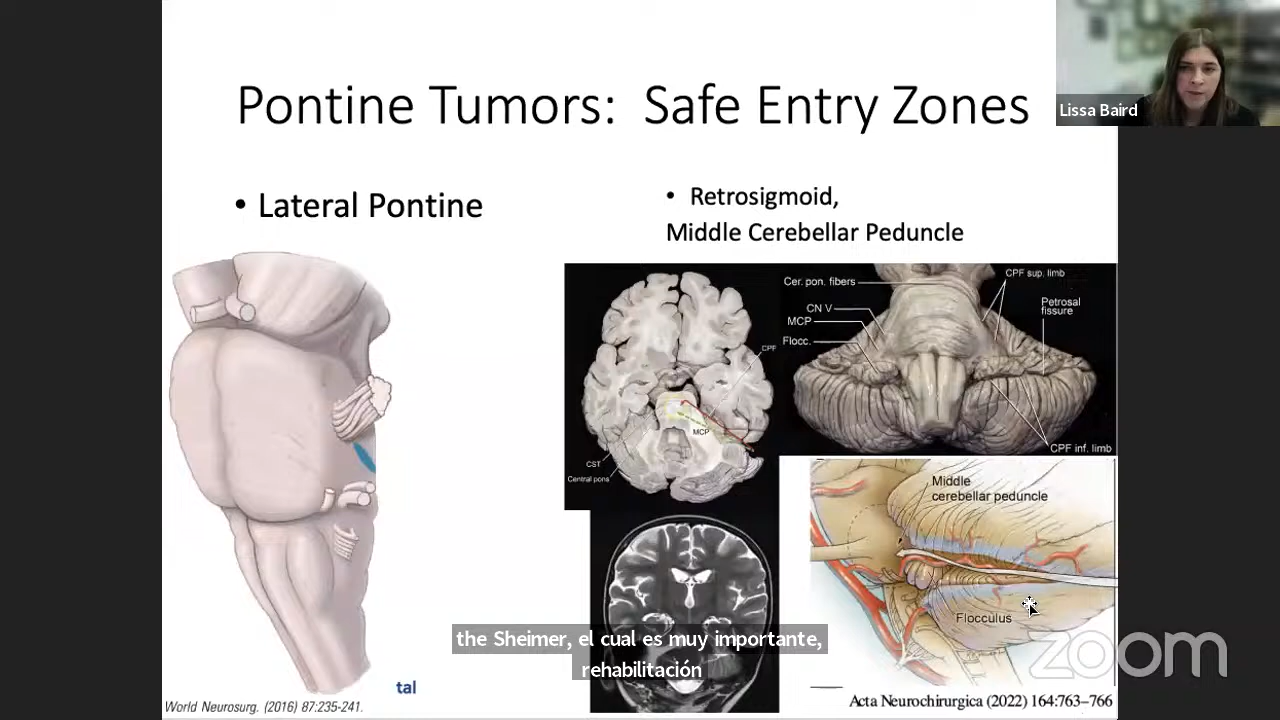 Pontine Tumors: Safe Entry Zones
Lissa Baird
• Lateral Pontine
• Retrosigmoid,
Middle Cerebellar Peduncle
Cer. pon. fibers
CN V
MCP
Flocc.
CPF sup. limb
Petrosal
fissure
CPF inf. limb
CPF
MCP
CST
Central pons
Middle
cerebellar peduncle
Flocculus
the Sheimer, el cual es muy importante,
rehabilitación
zoom
tal
World Neurosurg. (2016) 87:235-241.
Acta Neurochirurgica (2022) 164:763–766